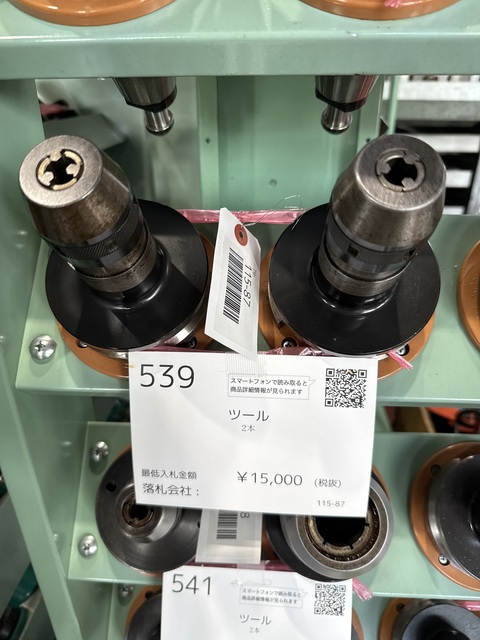 115-87
539
スマートフォンで読み取ると
商品詳細情報が見られます
ツール
2本
最低入札金額
￥15,000 (税抜)
落札会社：
115-87
8
541
スマートフォンで読み取ると
商品詳細情報が見られます
ツール
2本